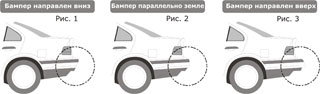 Бампер направлен вниз
Бампер параллельно земле
Бампер направлен вверх
Рис. 1
Рис. 2
Рис. 3